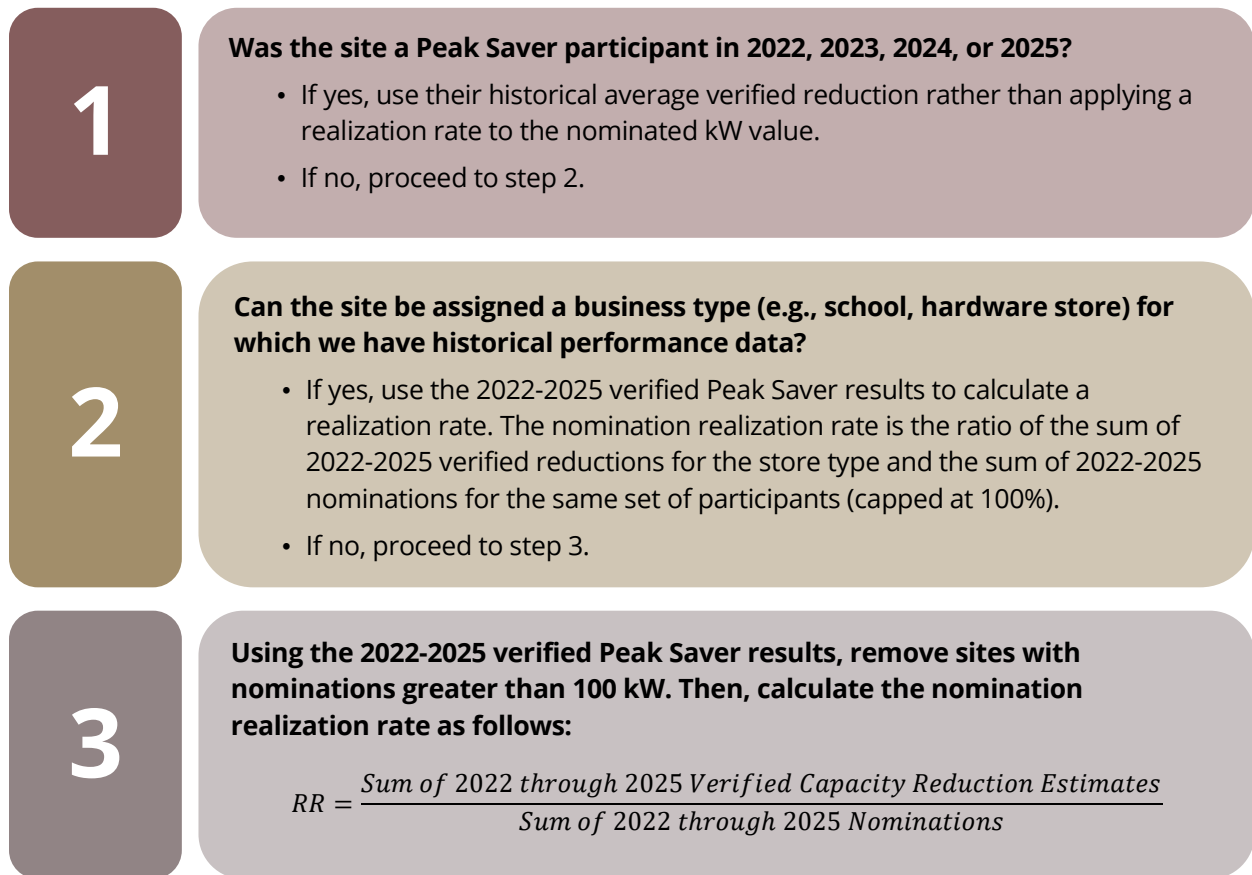 1
Was the site a Peak Saver participant in 2022, 2023, 2024, or 2025?
• If yes, use their historical average verified reduction rather than applying a
realization rate to the nominated kW value.
• If no, proceed to step 2.
2
Can the site be assigned a business type (e.g., school, hardware store) for
which we have historical performance data?
• If yes, use the 2022-2025 verified Peak Saver results to calculate a
realization rate. The nomination realization rate is the ratio of the sum of
2022-2025 verified reductions for the store type and the sum of 2022-2025
nominations for the same set of participants (capped at 100%).
• If no, proceed to step 3.
3
Using the 2022-2025 verified Peak Saver results, remove sites with
nominations greater than 100 kW. Then, calculate the nomination
realization rate as follows:
Sum of 2022 through 2025 Verified Capacity Reduction Estimates
RR =
Sum of 2022 through 2025 Nominations